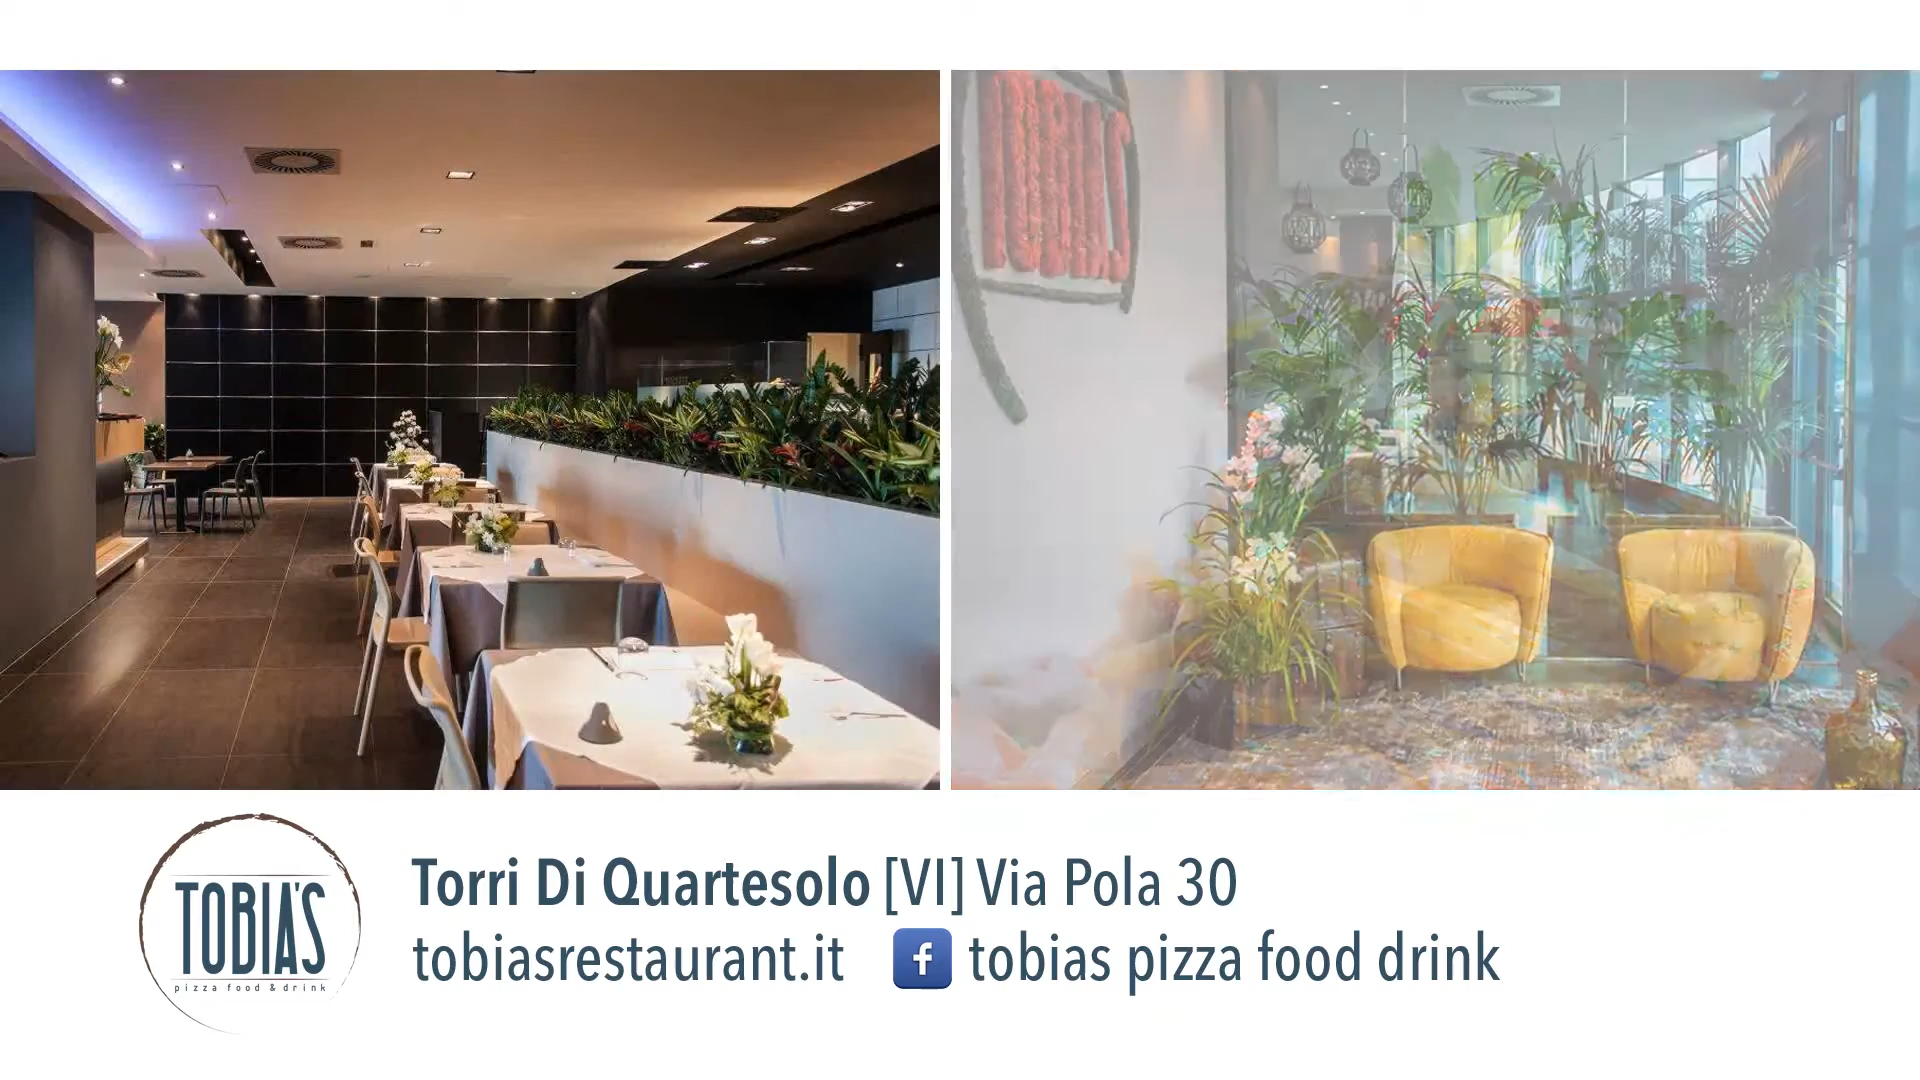 TOBIA'S
pizza food & drink
Torri Di Quartesolo [VI] Via Pola 30
tobiasrestaurant.it f tobias pizza food drink